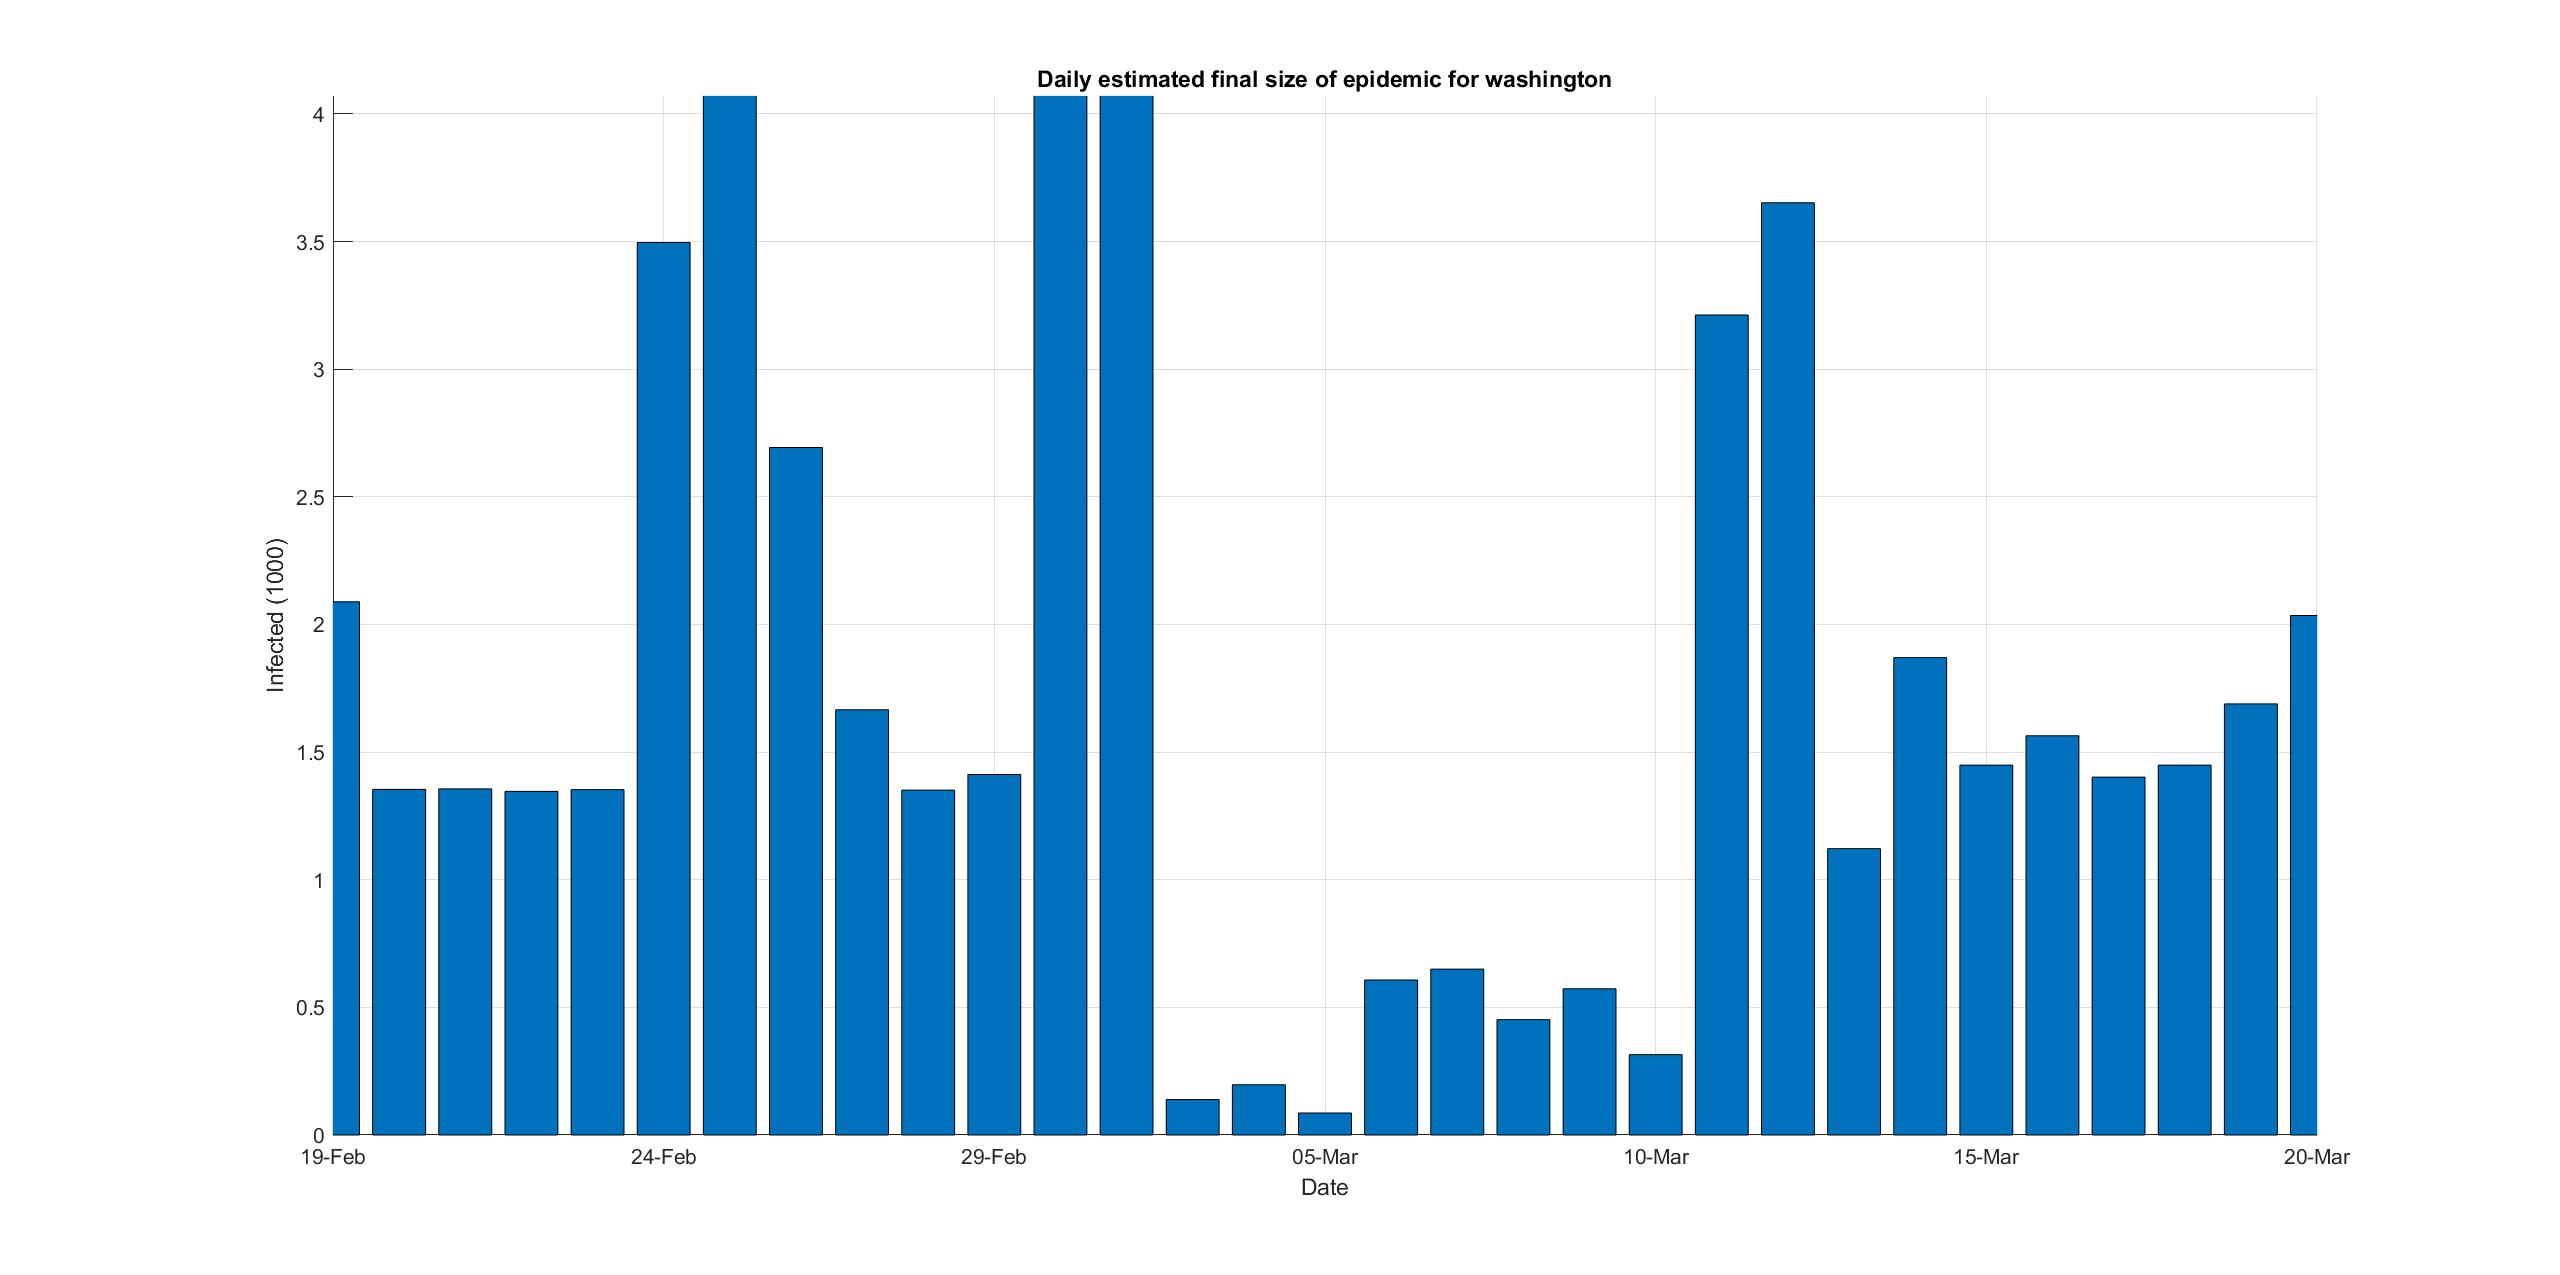 Daily estimated final size of epidemic for washington
4
3.5
3
2.5
2
1.5
1
0.5
0
Infected (1000)
19-Feb 24-Feb 29-Feb 05-Mar 10-Mar 15-Mar 20-Mar
Date